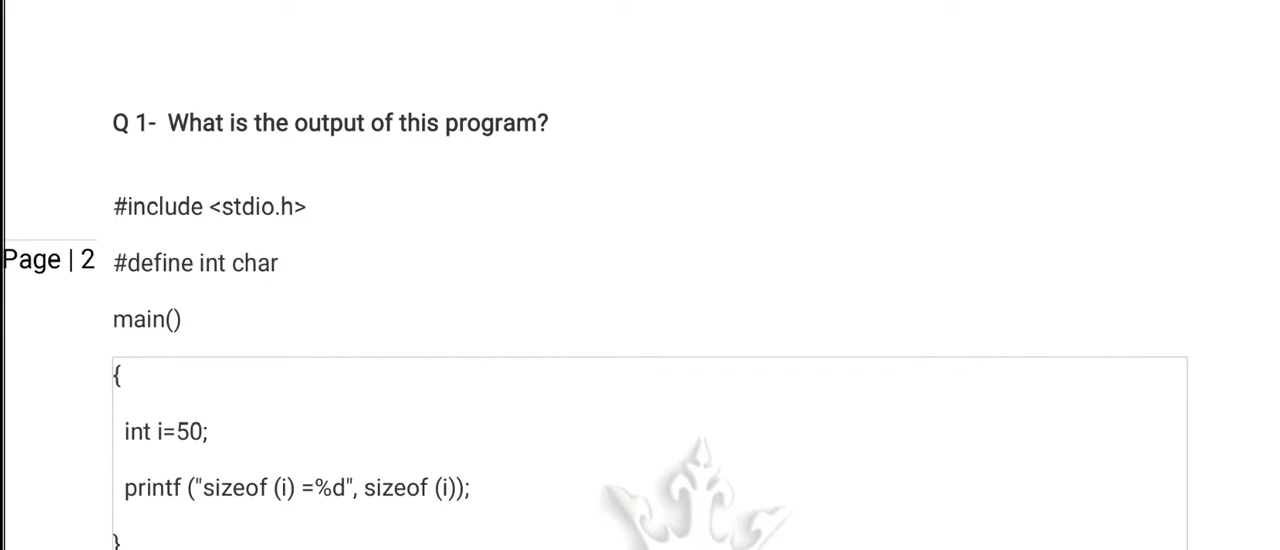 Q 1-  What is the output of this program?
#include <stdio.h>
Page | 2
#define int char
main()
{
int i=50;
printf ("sizeof (i) =%d", sizeof (i));
}